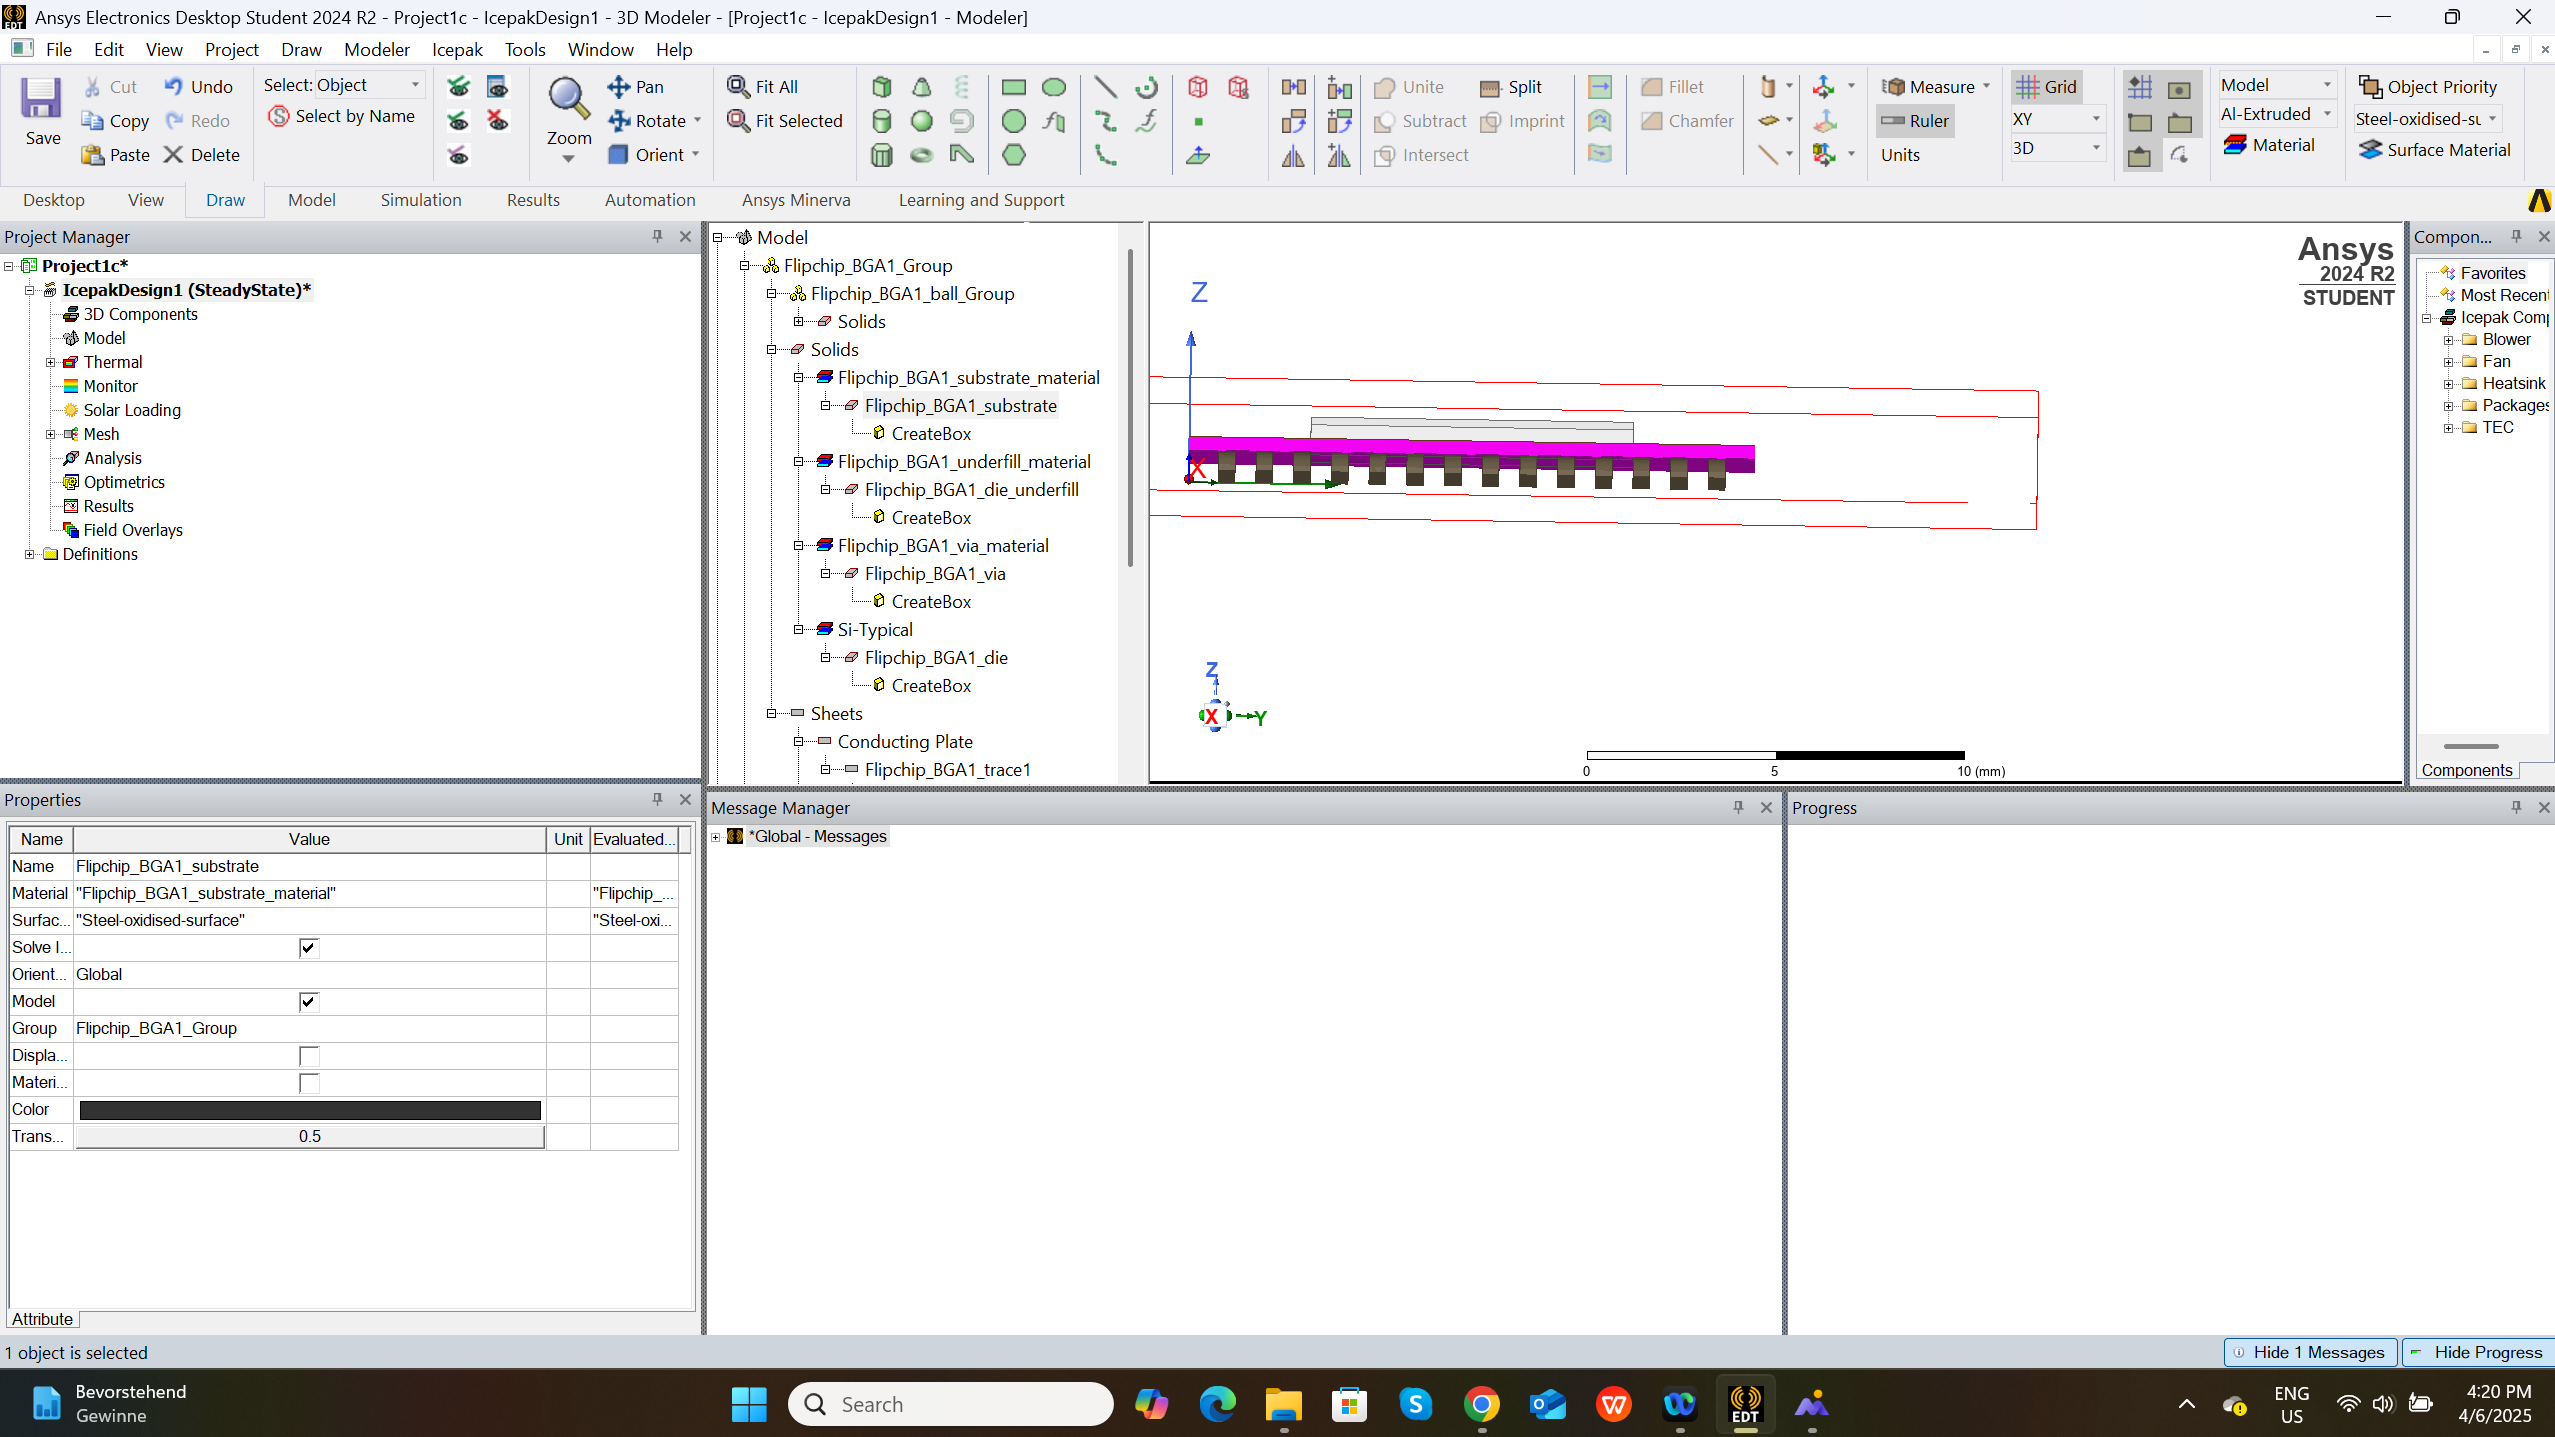 Ansys Electronics Desktop Student 2024 R2 - Project1c - IcepakDesign1 - 3D Modeler - [Project1c - IcepakDesign1 - Modeler]
File Edit View Project Draw Modeler Icepak Tools Window Help
Save
Cut
Copy
Paste
Undo
Redo
Delete
Select: Object
Select by Name
Zoom
Pan
Rotate
Orient
Fit All
Fit Selected
Unite
Subtract
Intersect
Split
Imprint
Fillet
Chamfer
Measure
Ruler
Units
Grid
XY
3D
Model
Al-Extruded
Material
Object Priority
Steel-oxidised-su
Surface Material
Desktop View Draw Model Simulation Results Automation Ansys Minerva Learning and Support
Project Manager
Project1c*
IcepakDesign1 (SteadyState)*
3D Components
Model
Thermal
Monitor
Solar Loading
Mesh
Analysis
Optimetrics
Results
Field Overlays
Definitions
Model
Flipchip_BGA1_Group
Flipchip_BGA1_ball_Group
Solids
Solids
Flipchip_BGA1_substrate_material
Flipchip_BGA1_substrate
CreateBox
Flipchip_BGA1_underfill_material
Flipchip_BGA1_die_underfill
CreateBox
Flipchip_BGA1_via_material
Flipchip_BGA1_via
CreateBox
Si-Typical
Flipchip_BGA1_die
CreateBox
Sheets
Conducting Plate
Flipchip_BGA1_trace1
Ansys
2024 R2
STUDENT
Z
X
Z
X
Y
0 5 10 (mm)
Compon...
Favorites
Most Recent
Icepak Comp
Blower
Fan
Heatsink
Packages
TEC
Components
Properties
Name Value Unit Evaluated...
Name Flipchip_BGA1_substrate
Material "Flipchip_BGA1_substrate_material" "Flipchip_...
Surfac... "Steel-oxidised-surface" "Steel-oxi...
Solve I...
Orient... Global
Model
Group Flipchip_BGA1_Group
Displa...
Materi...
Color
Trans... 0.5
Attribute
Message Manager
*Global - Messages
Progress
1 object is selected
Hide 1 Messages
Hide Progress
Bevorstehend
Gewinne
Search
EDT
ENG
US
4:20 PM
4/6/2025